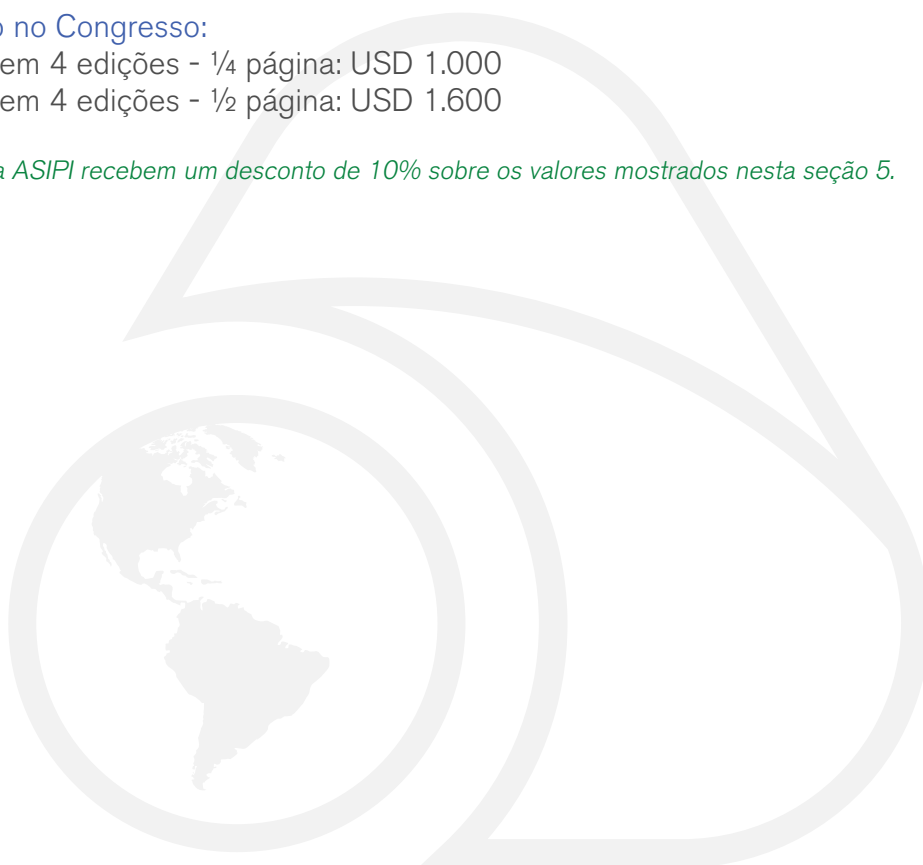 no Congresso:
em 4 edições - ¼ página: USD 1.000
em 4 edições - ½ página: USD 1.600
ASIPI recebem um desconto de 10% sobre os valores mostrados nesta seção 5.